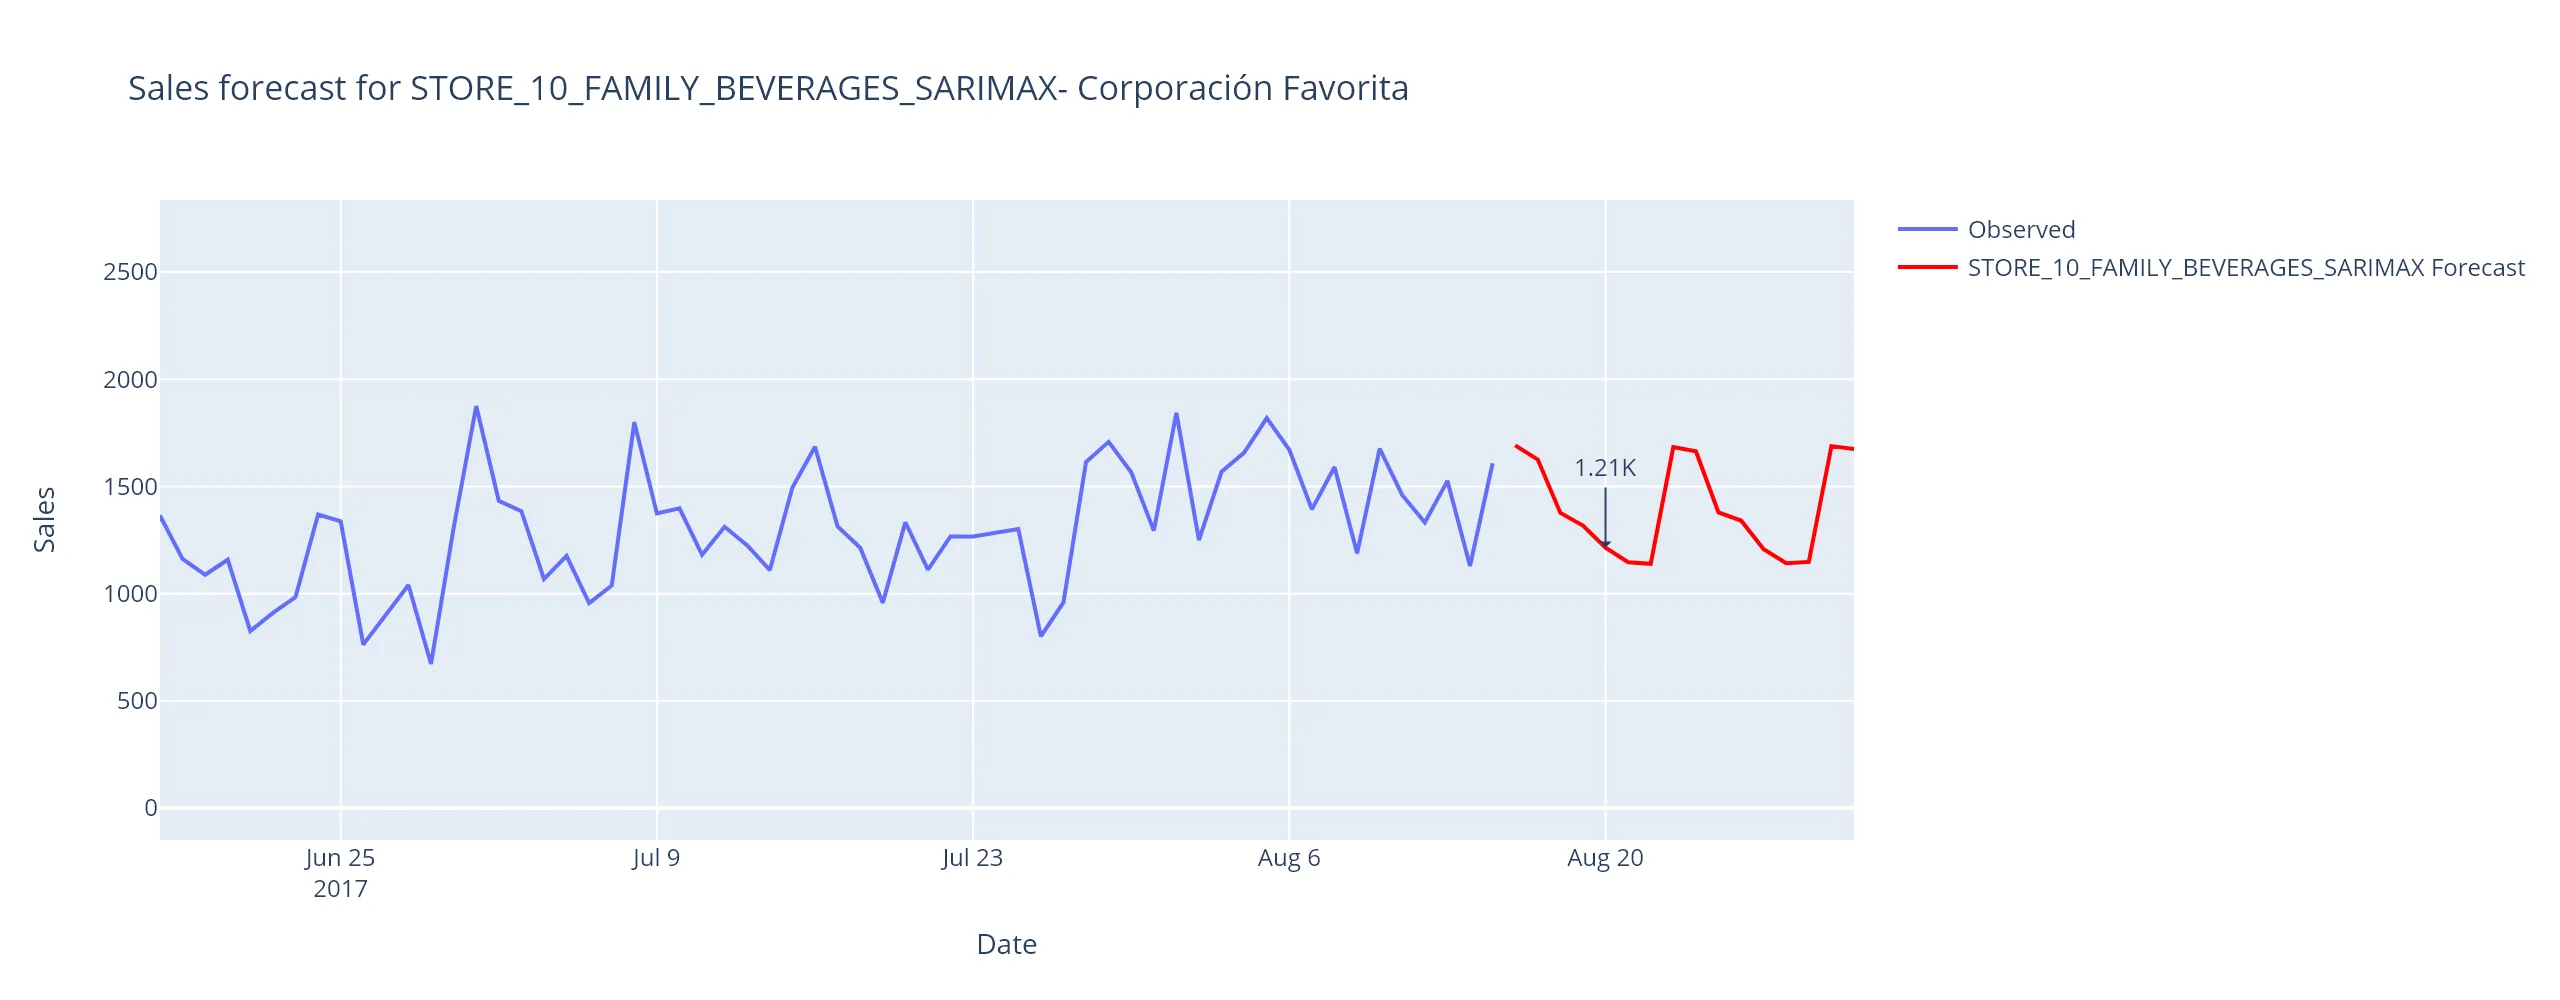 Sales forecast for STORE_10_FAMILY_BEVERAGES_SARIMAX- Corporación Favorita
Observed
STORE_10_FAMILY_BEVERAGES_SARIMAX Forecast
2500
2000
1500
1000
500
0
Sales
1.21K
Jun 25
2017
Jul 9
Jul 23
Aug 6
Aug 20
Date